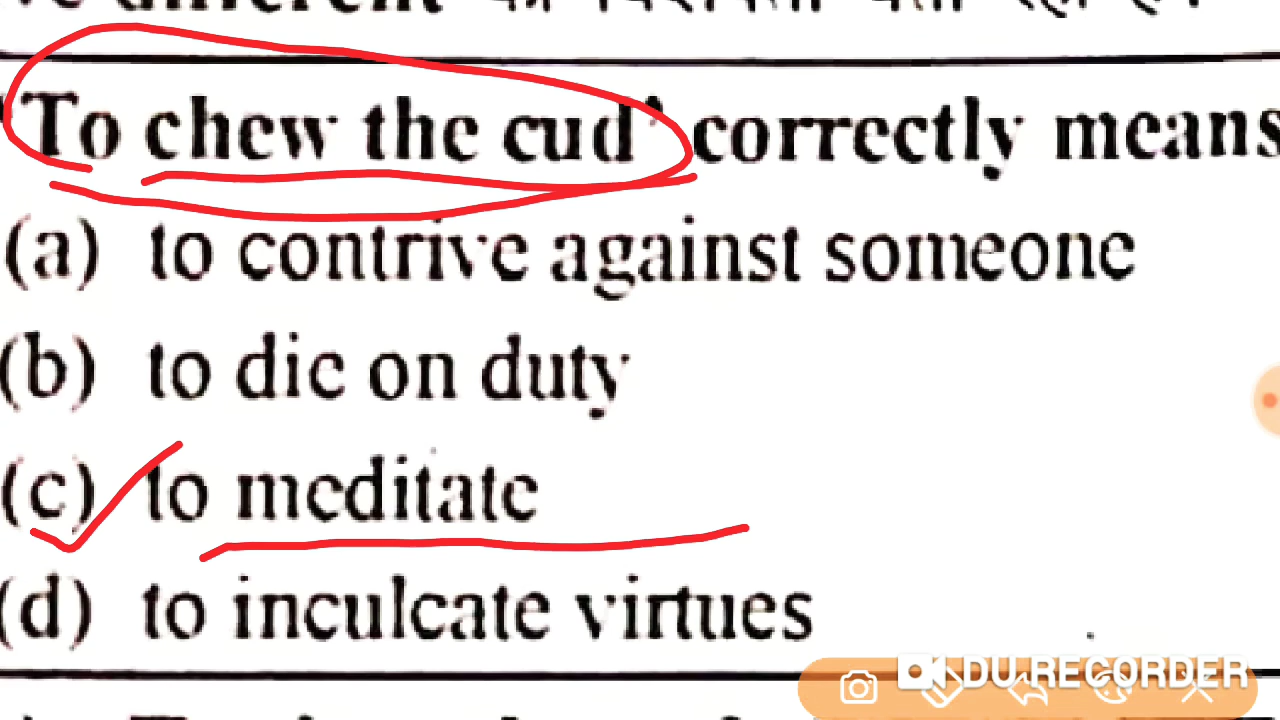 different की
'To chew the cud' correctly means
(a) to contrive against someone
(b) to die on duty
(c) to meditate
(d) to inculcate virtues
DU RECORDER